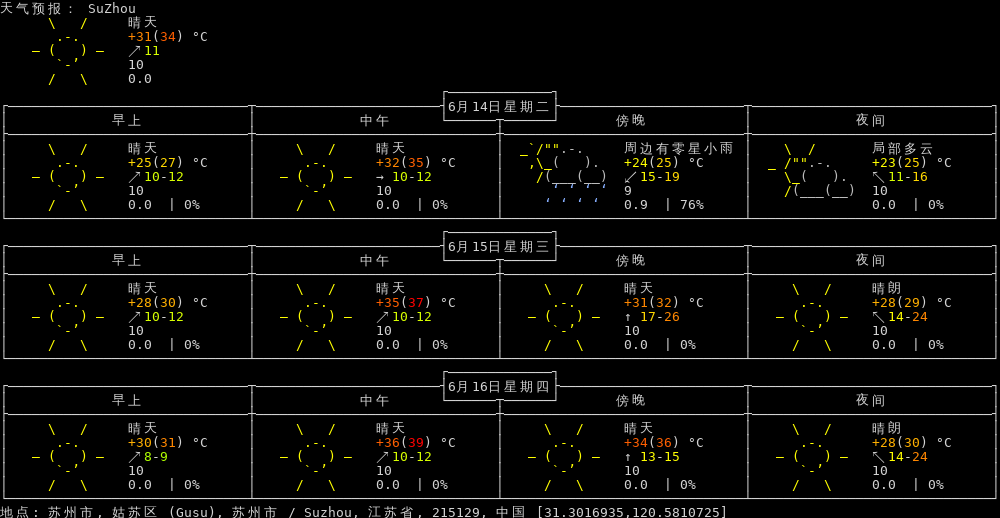 天气预报： SuZhou
晴天
+31(34) °C
↗11
10
0.0
6月14日星期二
早上 中午 傍晚 夜间
晴天 晴天 周边有零星小雨 局部多云
+25(27) °C +32(35) °C +24(25) °C +23(25) °C
↗10-12 → 10-12 ↙15-19 ↖11-16
10 10 9 10
0.0 | 0% 0.0 | 0% 0.9 | 76% 0.0 | 0%
6月15日星期三
早上 中午 傍晚 夜间
晴天 晴天 晴天 晴朗
+28(30) °C +35(37) °C +31(32) °C +28(29) °C
↗10-12 ↗10-12 ↑ 17-26 ↖14-24
10 10 10 10
0.0 | 0% 0.0 | 0% 0.0 | 0% 0.0 | 0%
6月16日星期四
早上 中午 傍晚 夜间
晴天 晴天 晴天 晴朗
+30(31) °C +36(39) °C +34(36) °C +28(30) °C
↗8-9 ↗10-12 ↑ 13-15 ↖14-24
10 10 10 10
0.0 | 0% 0.0 | 0% 0.0 | 0% 0.0 | 0%
地点: 苏州市, 姑苏区 (Gusu), 苏州市 / Suzhou, 江苏省, 215129, 中国 [31.3016935,120.5810725]